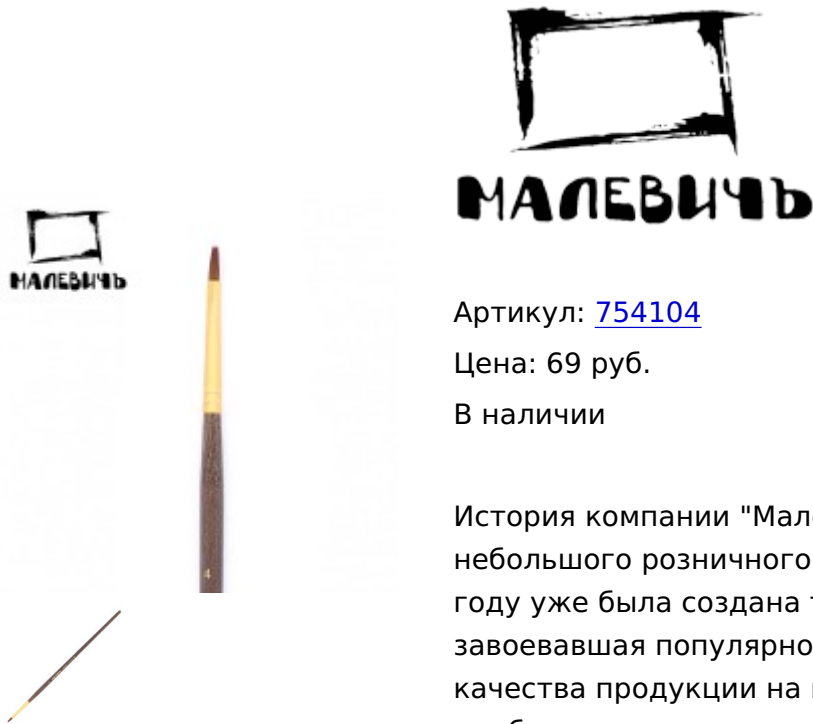 МАЛЕВИЧЪ
МАЛЕВИЧЪ
4
Артикул: 754104
Цена: 69 руб.
В наличии
История компании "Мал
небольшого розничного
году уже была создана
завоевавшая популярно
качества продукции на